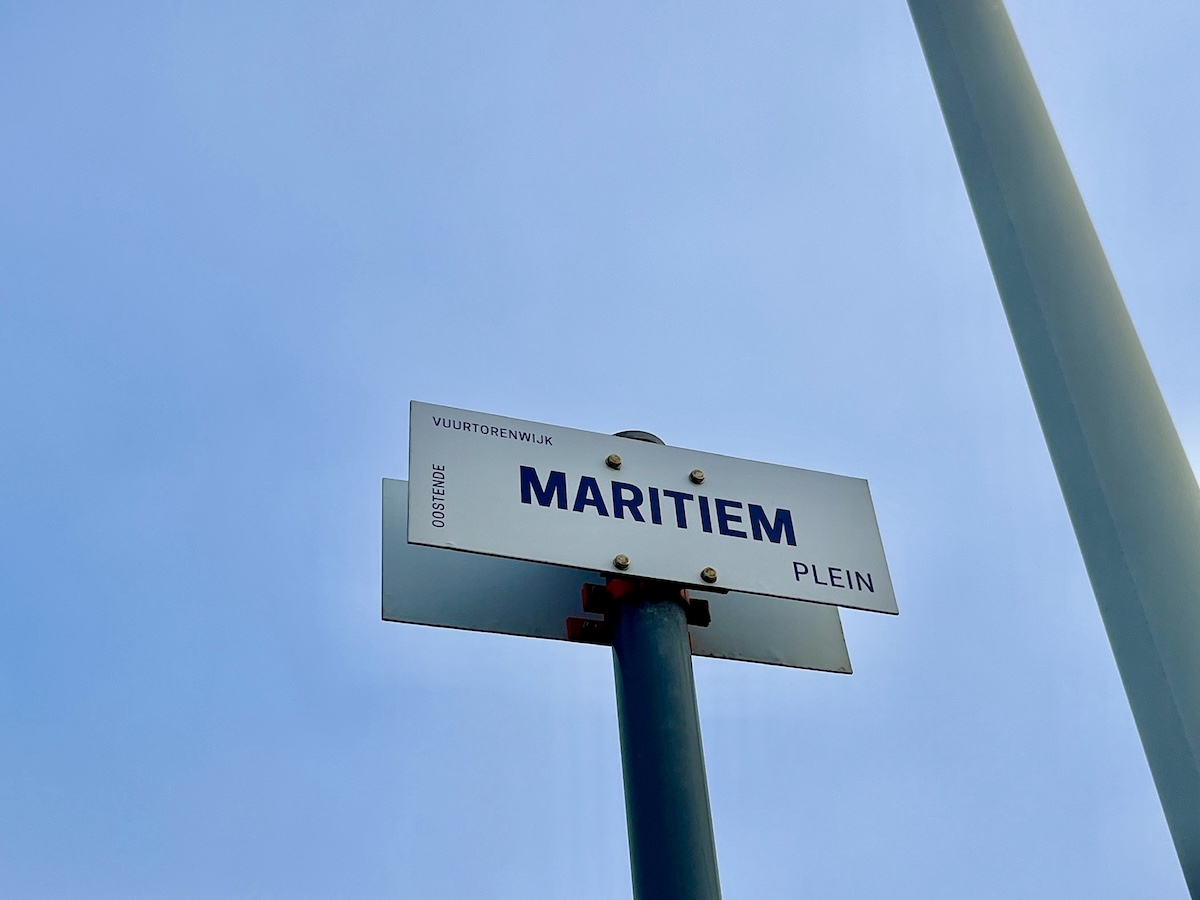 VUURTORENWIJK
OOSTENDE
MARITIEM
PLEIN